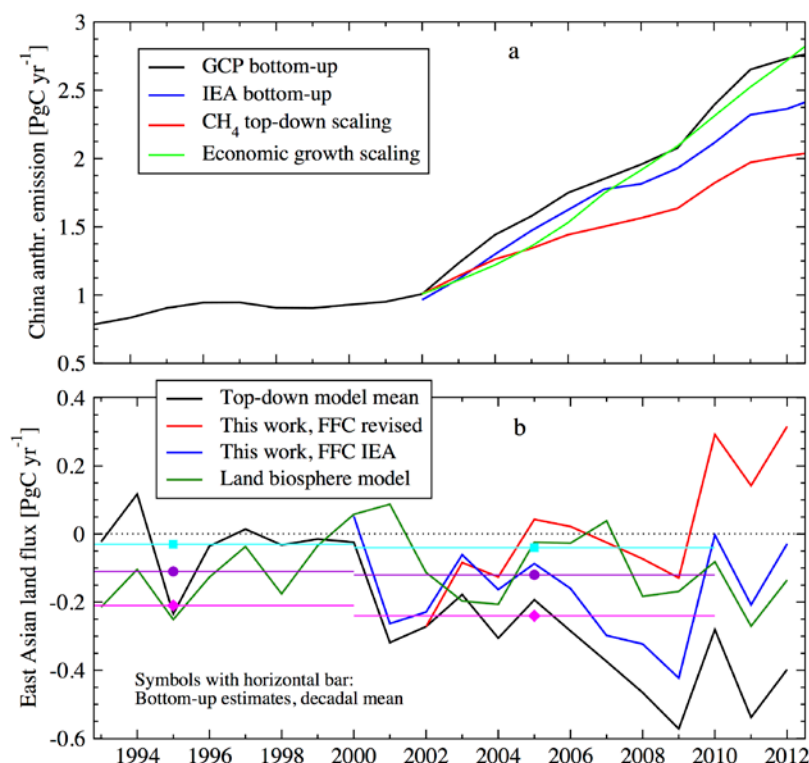 3
a
GCP bottom-up
IEA bottom-up
CH4 top-down scaling
Economic growth scaling
2.5
2
1.5
1
0.5
China anthr. emission [PgC yr-1]
0.4
b
Top-down model mean
This work, FFC revised
This work, FFC IEA
Land biosphere model
0.2
0
-0.2
-0.4
-0.6
East Asian land flux [PgC yr-1]
Symbols with horizontal bar:
Bottom-up estimates, decadal mean
1994 1996 1998 2000 2002 2004 2006 2008 2010 2012